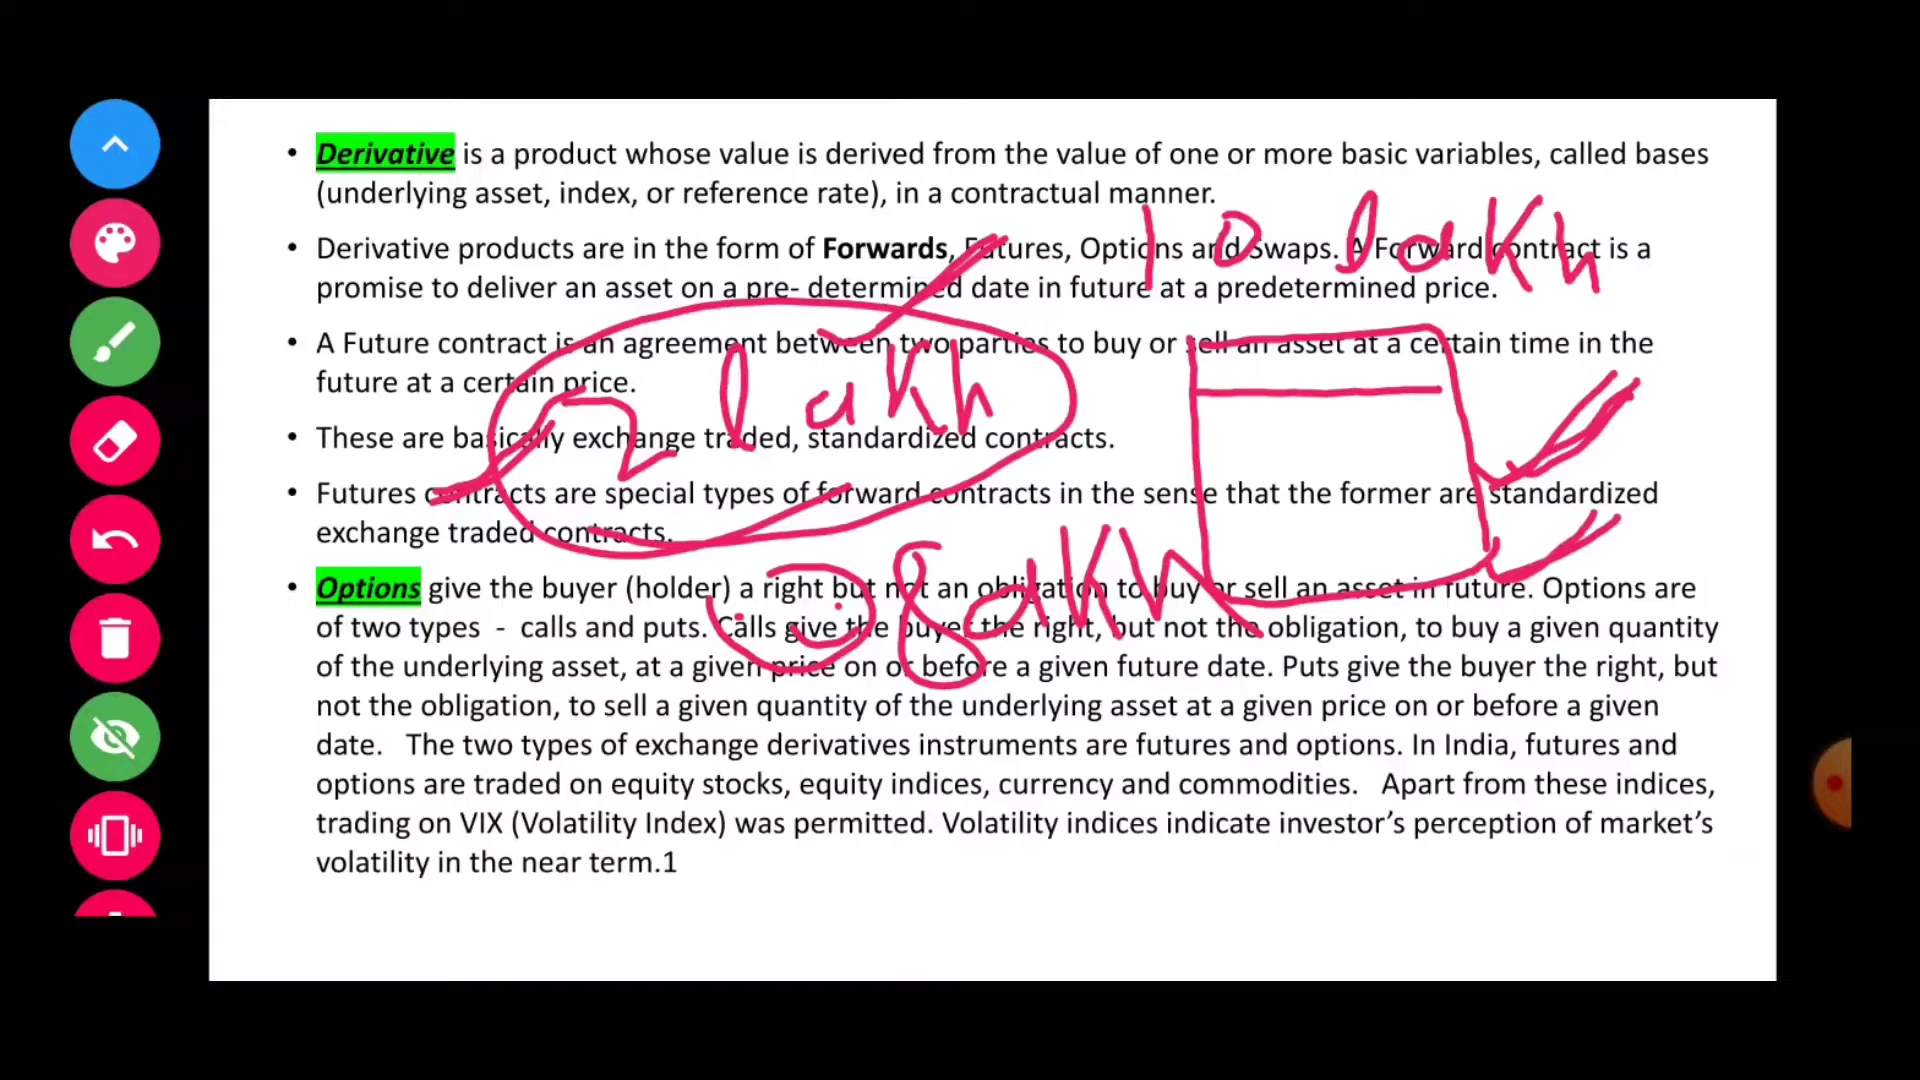 • Derivative is a product whose value is derived from the value of one or more basic variables, called bases
(underlying asset, index, or reference rate), in a contractual manner.
10 lakh
• Derivative products are in the form of Forwards, Futures, Options and Swaps. A Forward contract is a
promise to deliver an asset on a pre- determined date in future at a predetermined price.
• A Future contract is an agreement between two parties to buy or sell an asset at a certain time in the
future at a certain price.
2 lakh
• These are basically exchange traded, standardized contracts.
• Futures contracts are special types of forward contracts in the sense that the former are standardized
exchange traded contracts.
8 lakh
• Options give the buyer (holder) a right but not an obligation to buy or sell an asset in future. Options are
of two types - calls and puts. Calls give the buyer the right, but not the obligation, to buy a given quantity
of the underlying asset, at a given price on or before a given future date. Puts give the buyer the right, but
not the obligation, to sell a given quantity of the underlying asset at a given price on or before a given
date. The two types of exchange derivatives instruments are futures and options. In India, futures and
options are traded on equity stocks, equity indices, currency and commodities. Apart from these indices,
trading on VIX (Volatility Index) was permitted. Volatility indices indicate investor’s perception of market’s
volatility in the near term.1